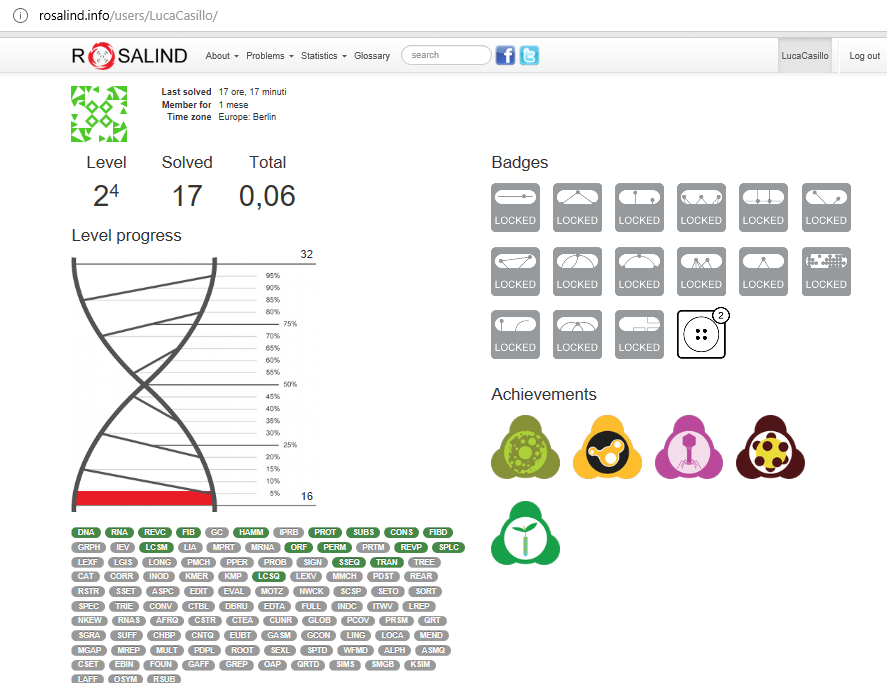 rosalind.info/users/LucaCasillo/
ROSALIND About Problems Statistics Glossary search LucaCasillo Log out
Last solved 17 ore, 17 minuti
Member for 1 mese
Time zone Europe: Berlin
Level Solved Total
2⁴ 17 0,06
Level progress
32
95%
90%
85%
80%
75%
70%
65%
60%
55%
50%
45%
40%
35%
30%
25%
20%
15%
10%
5%
16
DNA RNA REVC FIB GC HAMM IPRB PROT SUBS CONS FIBD
GRPH IEV LCSM LIA MPRT MRNA ORF PERM PRTM REVP SPLC
LEXF LGIS LONG PMCH PPER PROB SIGN SSEQ TRAN TREE
CAT CORR INOD KMER KMP LCSQ LEXV MMCH PDST REAR
RSTR SSET ASPC EDIT EVAL MOTZ NWCK SCSP SETO SORT
SPEC TRIE CONV CTBL DBRU EDTA FULL INDC ITWV LREP
NKEW RNAS AFRQ CSTR CTEA CUNR GLOB PCOV PRSM QRT
SGRA SUFF CHBP CNTQ EUBT GASM GCON LING LOCA MEND
MGAP MREP MULT PDPL ROOT SEXL SPTD WFMD ALPH ASMQ
CSET EBIN FOUN GAFF GREP OAP QRTD SIMS SMGB KSIM
LAFF OSYM RSUB
Badges
LOCKED LOCKED LOCKED LOCKED LOCKED LOCKED
LOCKED LOCKED LOCKED LOCKED LOCKED LOCKED
LOCKED LOCKED LOCKED 2
Achievements